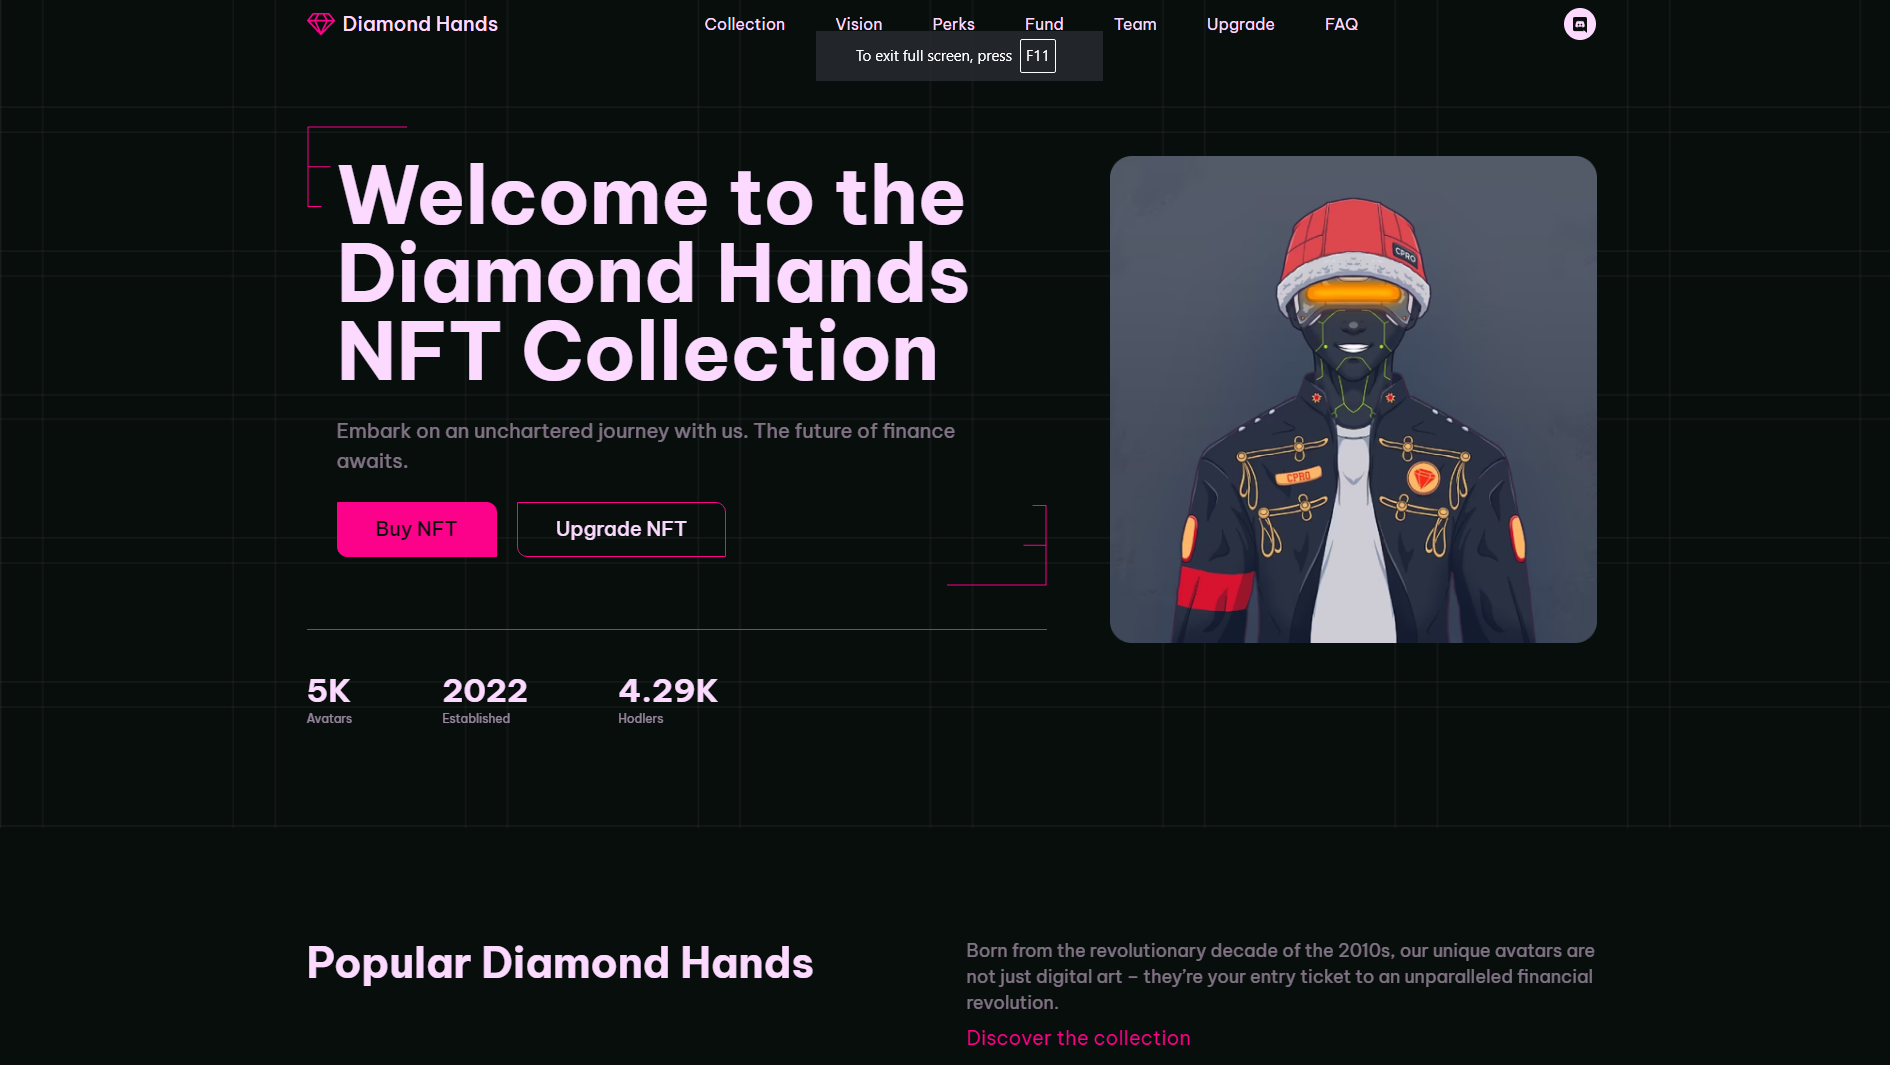 Diamond Hands
Collection Vision Perks Fund Team Upgrade FAQ
To exit full screen, press F11
Welcome to the
Diamond Hands
NFT Collection
Embark on an unchartered journey with us. The future of finance
awaits.
Buy NFT Upgrade NFT
CPRO
CPRO
5K 2022 4.29K
Avatars Established Hodlers
Popular Diamond Hands
Born from the revolutionary decade of the 2010s, our unique avatars are
not just digital art – they’re your entry ticket to an unparalleled financial
revolution.
Discover the collection